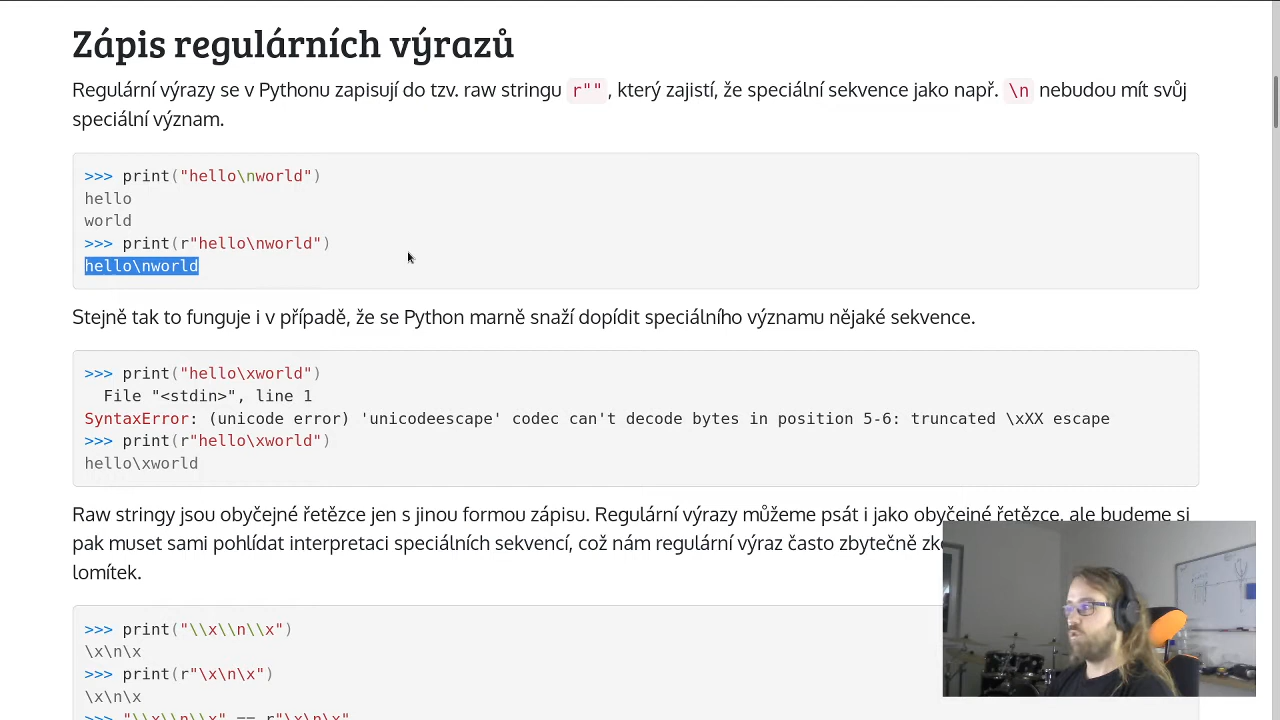 Zápis regulárních výrazů
Regulární výrazy se v Pythonu zapisují do tzv. raw stringu r"", který zajistí, že speciální sekvence jako např. \n nebudou mít svůj
speciální význam.
>>> print("hello\nworld")
hello
world
>>> print(r"hello\nworld")
hello\nworld
Stejně tak to funguje i v případě, že se Python marně snaží dopídit speciálního významu nějaké sekvence.
>>> print("hello\xworld")
  File "<stdin>", line 1
SyntaxError: (unicode error) 'unicodeescape' codec can't decode bytes in position 5-6: truncated \xXX escape
>>> print(r"hello\xworld")
hello\xworld
Raw stringy jsou obyčejné řetězce jen s jinou formou zápisu. Regulární výrazy můžeme psát i jako obyčejné řetězce, ale budeme si
pak muset sami pohlídat interpretaci speciálních sekvencí, což nám regulární výraz často zbytečně
lomítek.
>>> print("\\x\\n\\x")
\x\n\x
>>> print(r"\x\n\x")
\x\n\x
>>> "\\x\\n\\x" == r"\x\n\x"